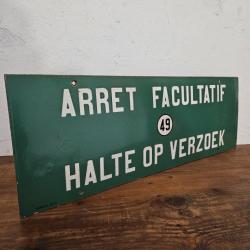 ARRET FACULTATIF
49
HALTE OP VERZOEK